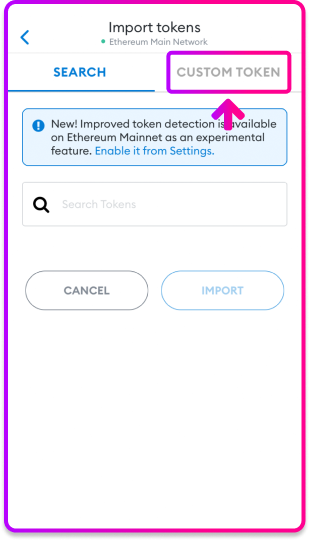 Import tokens
Ethereum Main Network
SEARCH
CUSTOM TOKEN
New! Improved token detection is available
on Ethereum Mainnet as an experimental
feature. Enable it from Settings.
Search Tokens
CANCEL
IMPORT